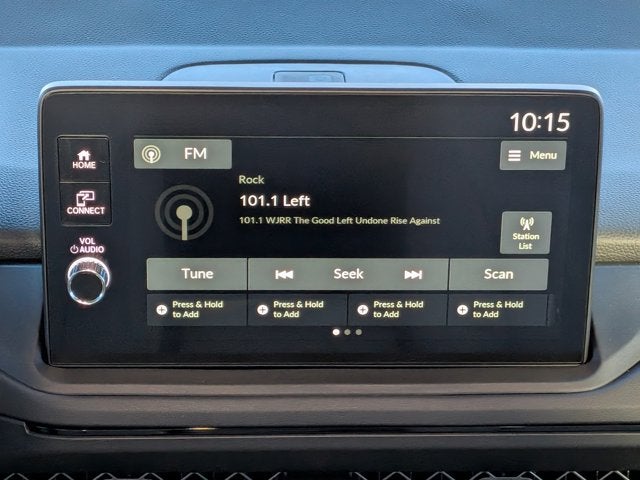 10:15
FM
Menu
HOME
CONNECT
VOL
AUDIO
Rock
101.1 Left
101.1 WJRR The Good Left Undone Rise Against
Station
List
Tune
Seek
Scan
Press & Hold
to Add
Press & Hold
to Add
Press & Hold
to Add
Press & Hold
to Add